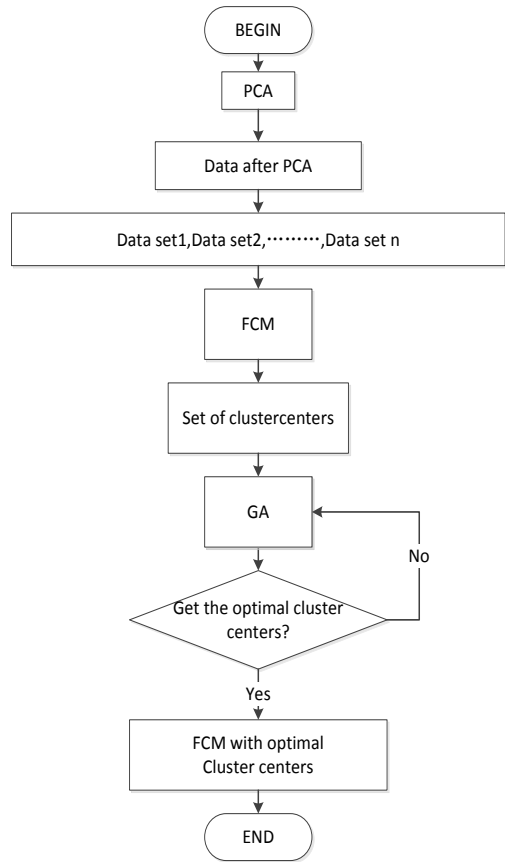 BEGIN
PCA
Data after PCA
Data set1,Data set2,………,Data set n
FCM
Set of clustercenters
GA
No
Get the optimal cluster
centers?
Yes
FCM with optimal
Cluster centers
END